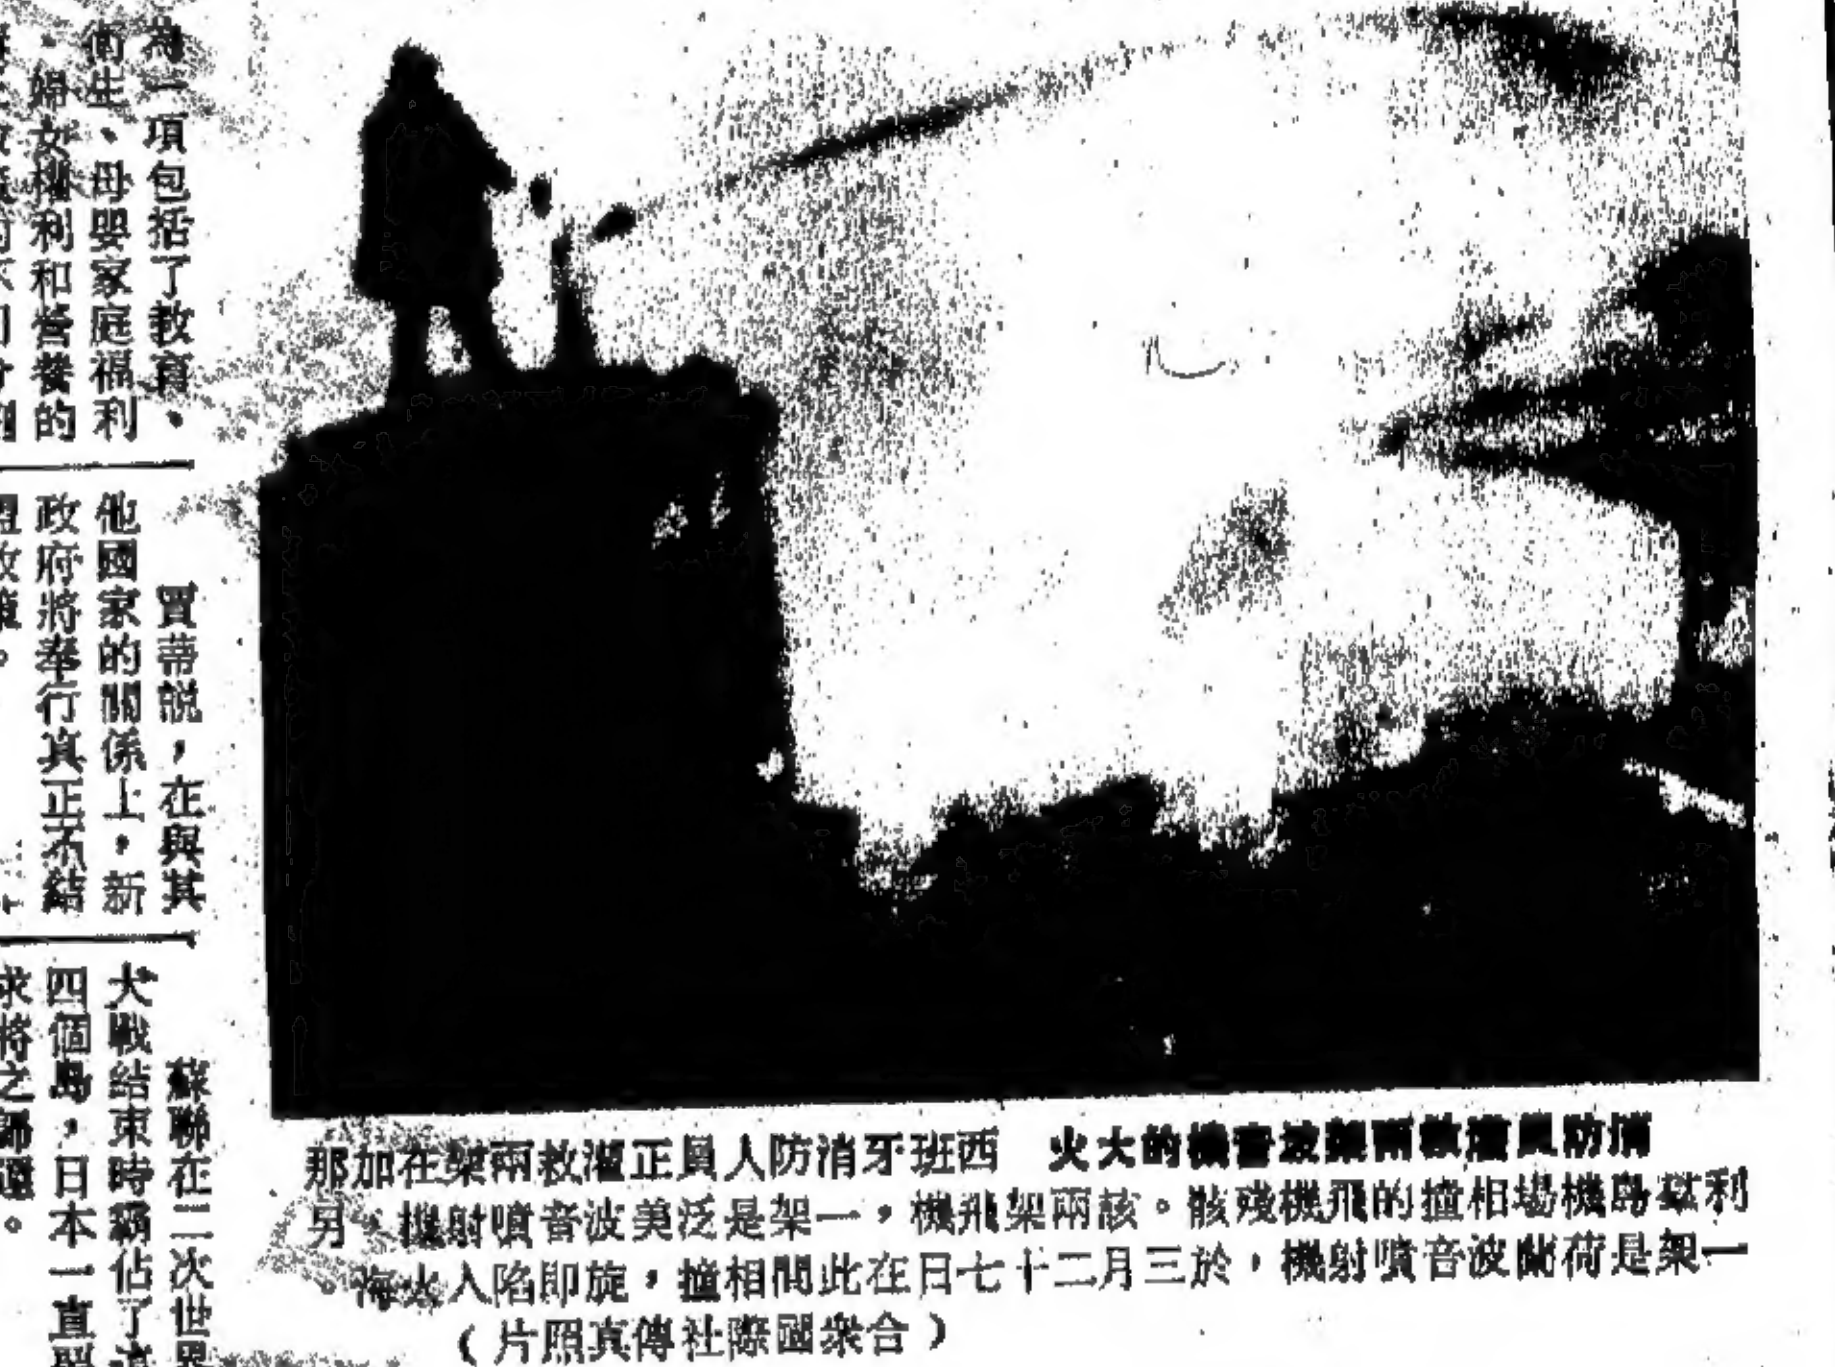 為一項包括了教育、
衛生、母嬰家庭福利
、婦女權利和營養的
賈蒂説,在與其
他國家的關係上,新
政府將奉行真正不結
盟政策。
蘇聯在二次世界
大戰結束時竊佔了這
四個島,日本一直
求將之歸還。
消防員灌救兩架波音機的大火 西班牙消防人員正灌救兩架在加那
利島機場相撞的飛機殘骸。該兩架飛機,一架是泛美波音噴射機,另
一架是荷蘭波音噴射機,於三月二十七日在此間相撞,旋即陷入火海。
(合衆國際社傳真照片)